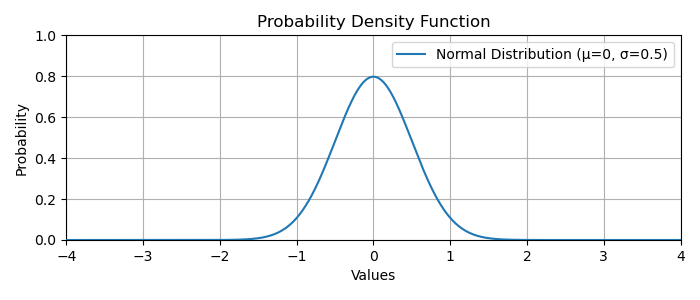 Probability Density Function
Normal Distribution (μ=0, σ=0.5)
Probability
1.0
0.8
0.6
0.4
0.2
0.0
−4 −3 −2 −1 0 1 2 3 4
Values